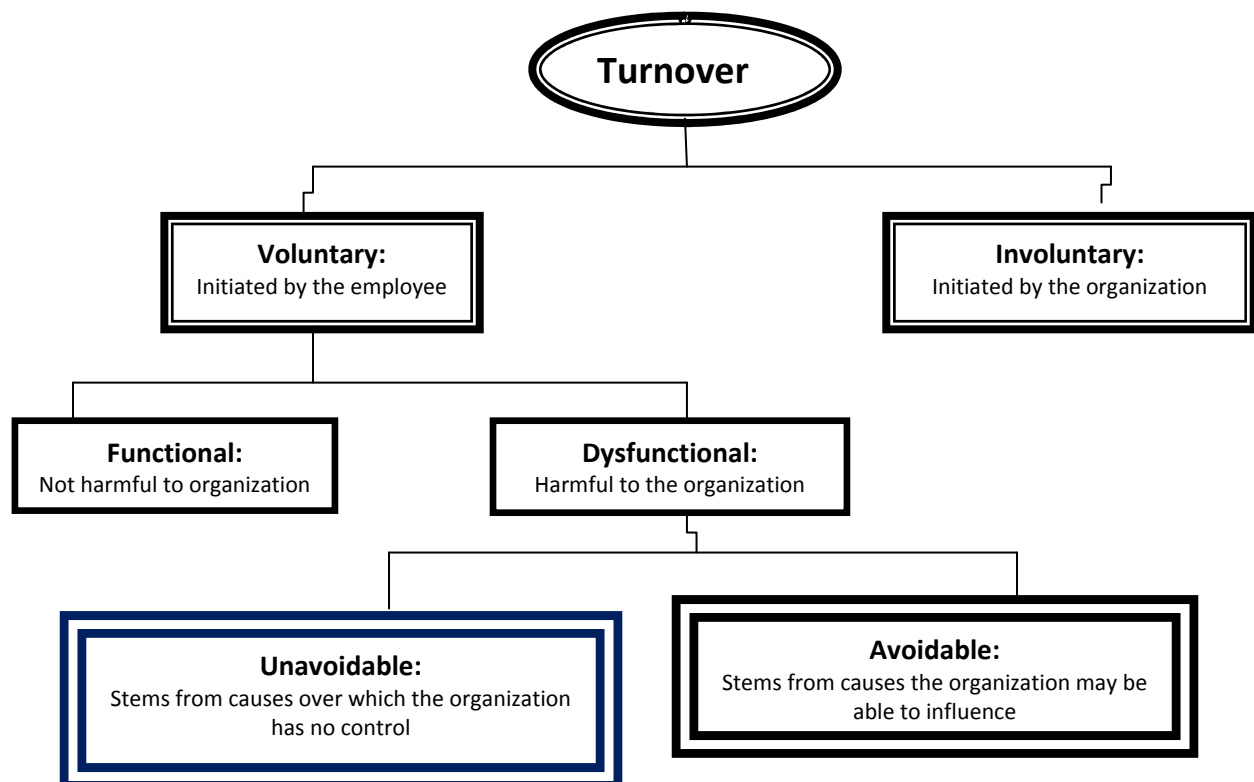 Turnover
Voluntary:
Initiated by the employee
Involuntary:
Initiated by the organization
Functional:
Not harmful to organization
Dysfunctional:
Harmful to the organization
Unavoidable:
Stems from causes over which the organization
has no control
Avoidable:
Stems from causes the organization may be
able to influence